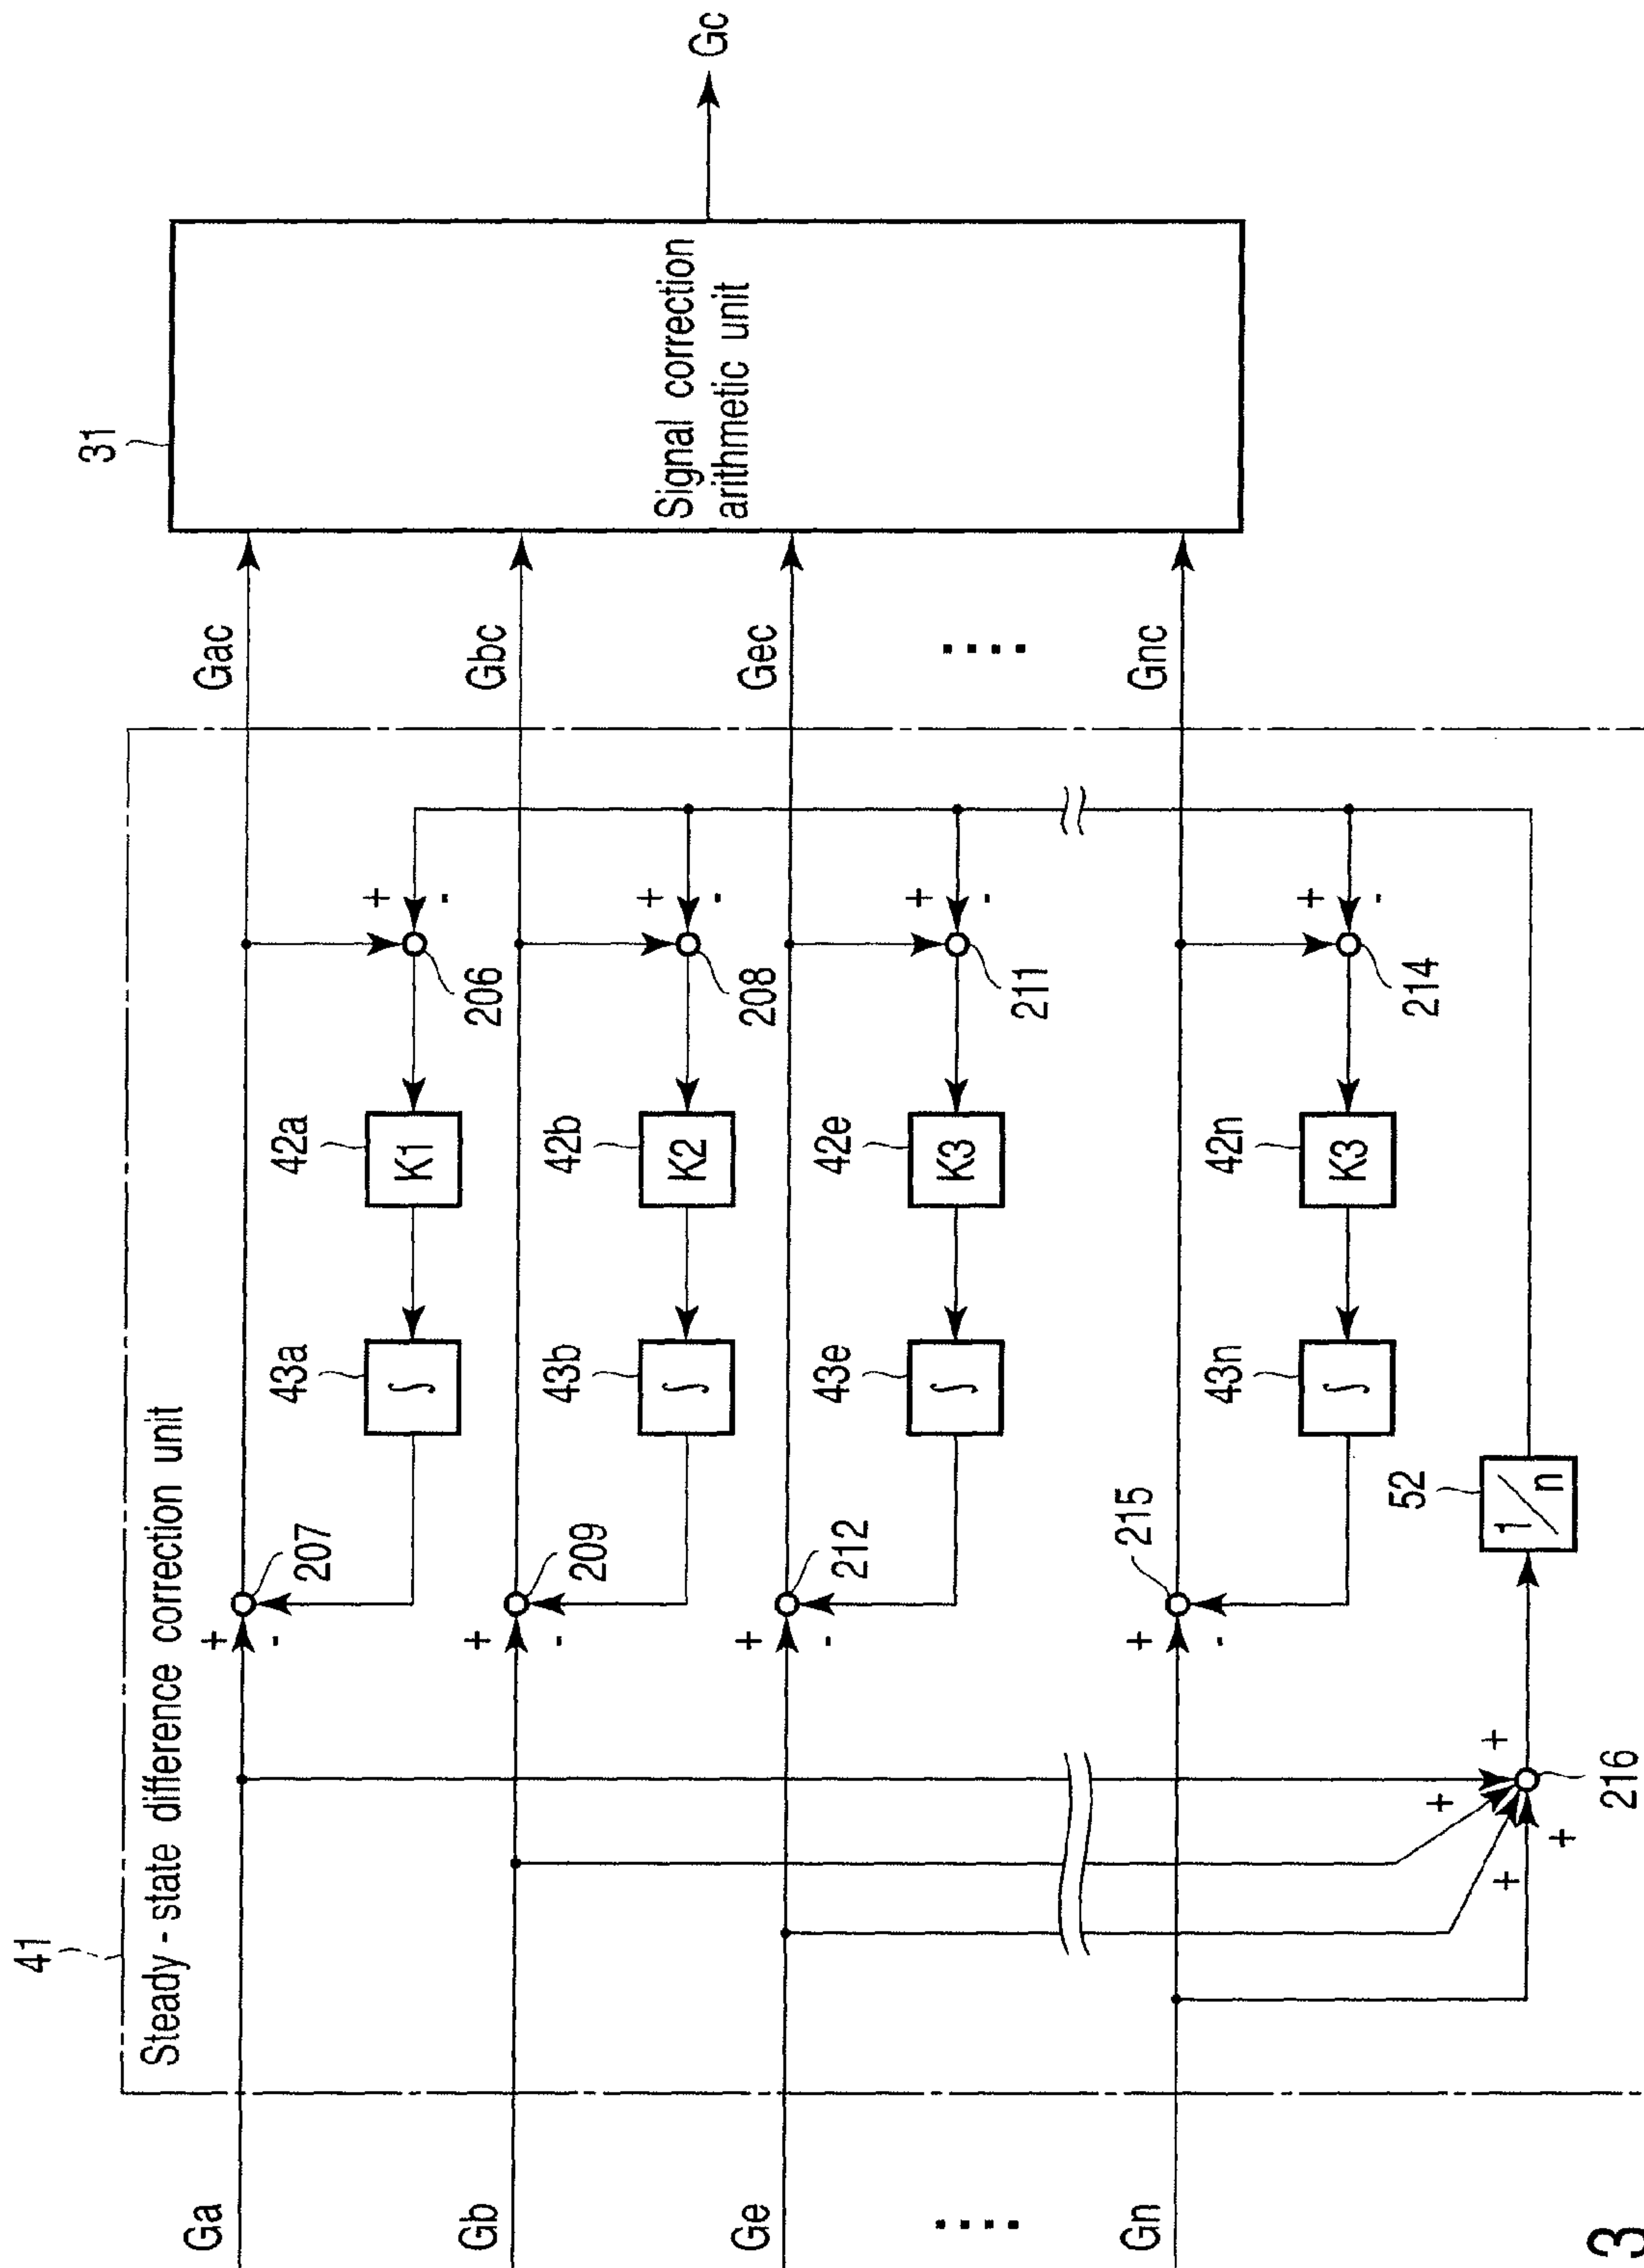 41
Steady - state difference correction unit
31
Ga
+
-
207
43a
∫
42a
K1
206
+
-
Gac
Gb
+
-
209
43b
∫
42b
K2
208
+
-
Gbc
Signal correction
arithmetic unit
Gc
Ge
+
-
212
43e
∫
42e
K3
211
+
-
Gec
....
....
Gn
+
-
215
43n
∫
42n
K3
214
+
-
Gnc
+
+
+
+
216
52
1/n
3